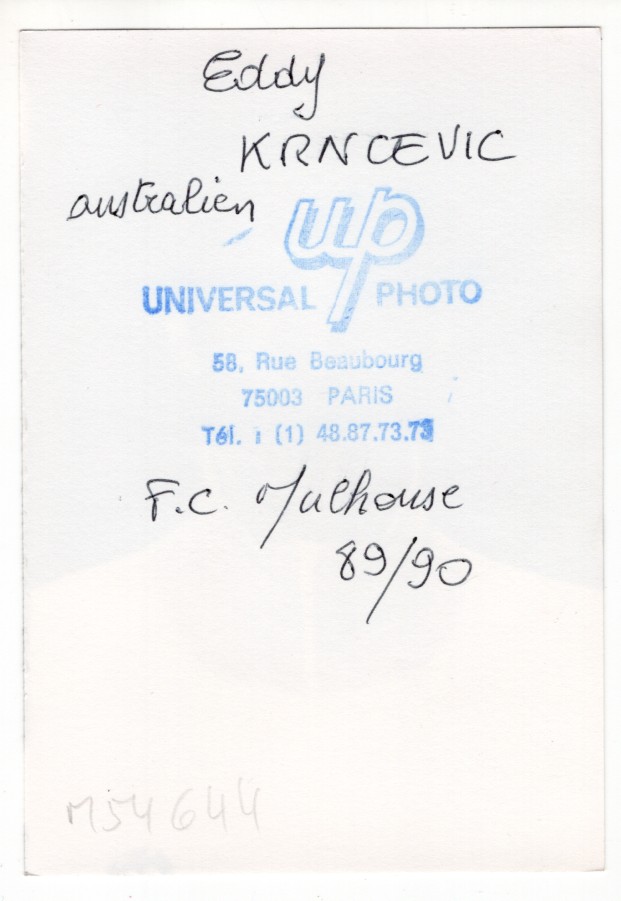 Eddy
KRNCEVIC
australien
up
UNIVERSAL PHOTO
58, Rue Beaubourg
75003 PARIS
Tél. : (1) 48.87.73.73
F.C. Mulhouse
89/90
M54644